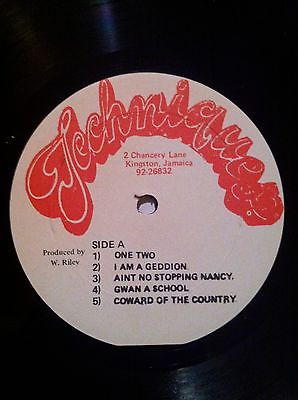 Techniques
2 Chancery Lane
Kingston, Jamaica
92-26832
Produced by
W. Riley
SIDE A
1) ONE TWO
2) I AM A GEDDION
3) AINT NO STOPPING NANCY.
4) GWAN A SCHOOL
5) COWARD OF THE COUNTRY.